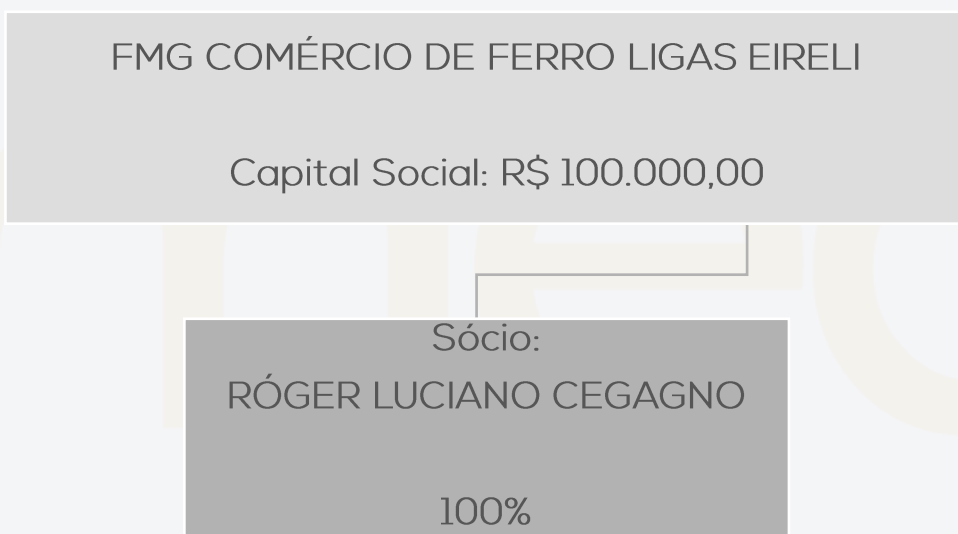 FMG COMÉRCIO DE FERRO LIGAS EIRELI
Capital Social: R$ 100.000,00
Sócio:
RÓGER LUCIANO CEGAGNO
100%